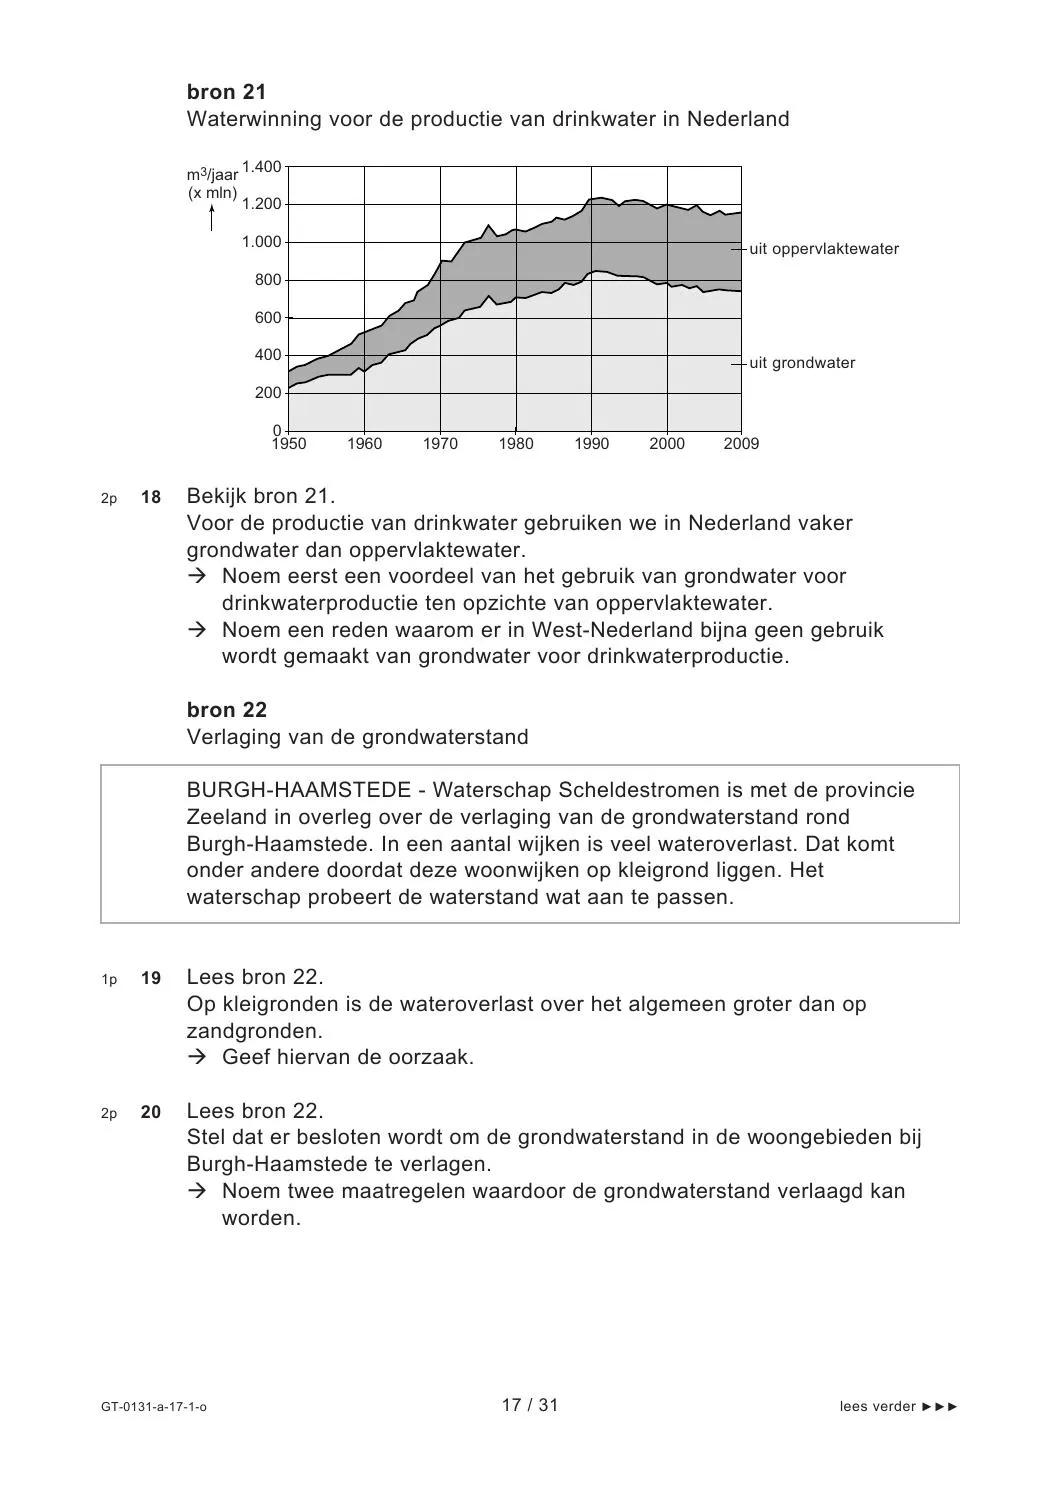 bron 21
Waterwinning voor de productie van drinkwater in Nederland
m³/jaar
(x mln)
1.400
1.200
1.000
800
600
400
200
0
1950 1960 1970 1980 1990 2000 2009
uit oppervlaktewater
uit grondwater
2p 18 Bekijk bron 21.
Voor de productie van drinkwater gebruiken we in Nederland vaker
grondwater dan oppervlaktewater.
→ Noem eerst een voordeel van het gebruik van grondwater voor
drinkwaterproductie ten opzichte van oppervlaktewater.
→ Noem een reden waarom er in West-Nederland bijna geen gebruik
wordt gemaakt van grondwater voor drinkwaterproductie.
bron 22
Verlaging van de grondwaterstand
BURGH-HAAMSTEDE - Waterschap Scheldestromen is met de provincie
Zeeland in overleg over de verlaging van de grondwaterstand rond
Burgh-Haamstede. In een aantal wijken is veel wateroverlast. Dat komt
onder andere doordat deze woonwijken op kleigrond liggen. Het
waterschap probeert de waterstand wat aan te passen.
1p 19 Lees bron 22.
Op kleigronden is de wateroverlast over het algemeen groter dan op
zandgronden.
→ Geef hiervan de oorzaak.
2p 20 Lees bron 22.
Stel dat er besloten wordt om de grondwaterstand in de woongebieden bij
Burgh-Haamstede te verlagen.
→ Noem twee maatregelen waardoor de grondwaterstand verlaagd kan
worden.
GT-0131-a-17-1-o 17 / 31 lees verder ►►►